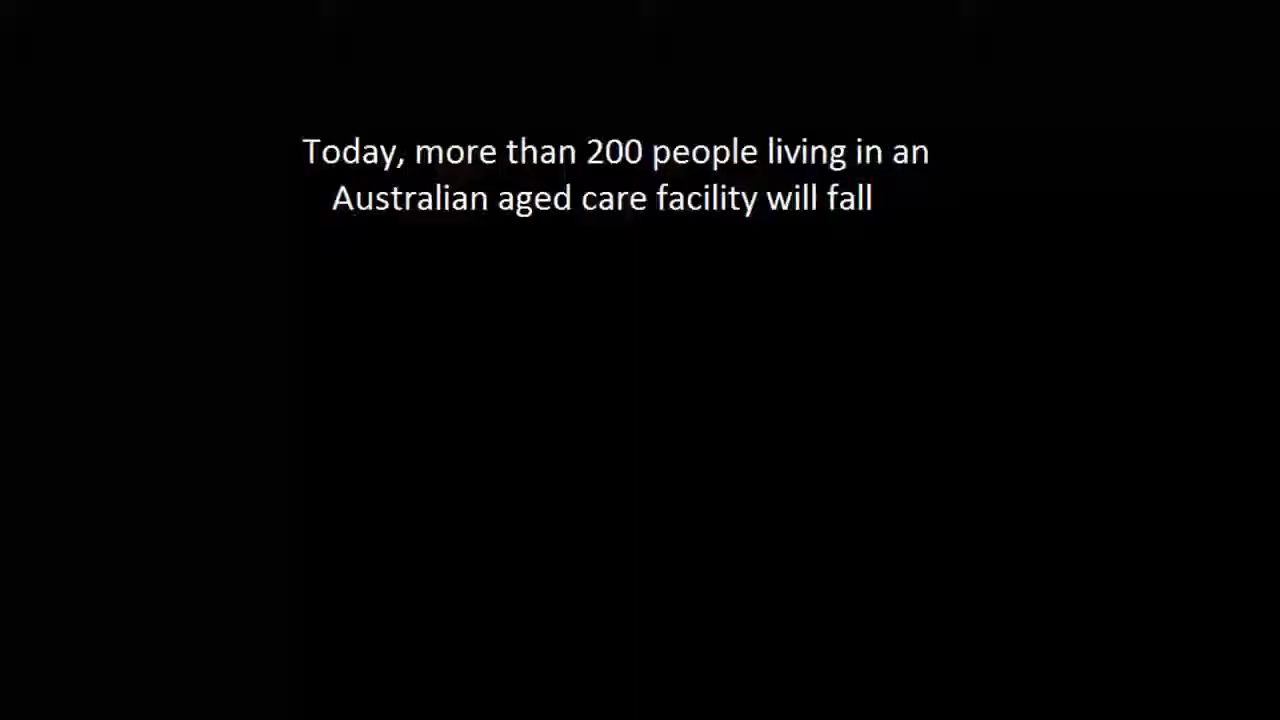 Today, more than 200 people living in an
Australian aged care facility will fall